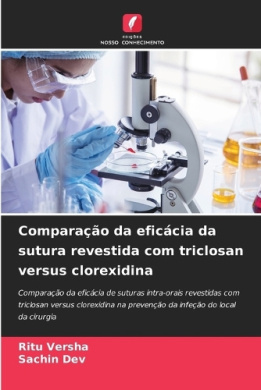 edições
NOSSO CONHECIMENTO
Comparação da eficácia da
sutura revestida com triclosan
versus clorexidina
Comparação da eficácia de suturas intra-orais revestidas com
triclosan versus clorexidina na prevenção da infeção do local
da cirurgia
Ritu Versha
Sachin Dev